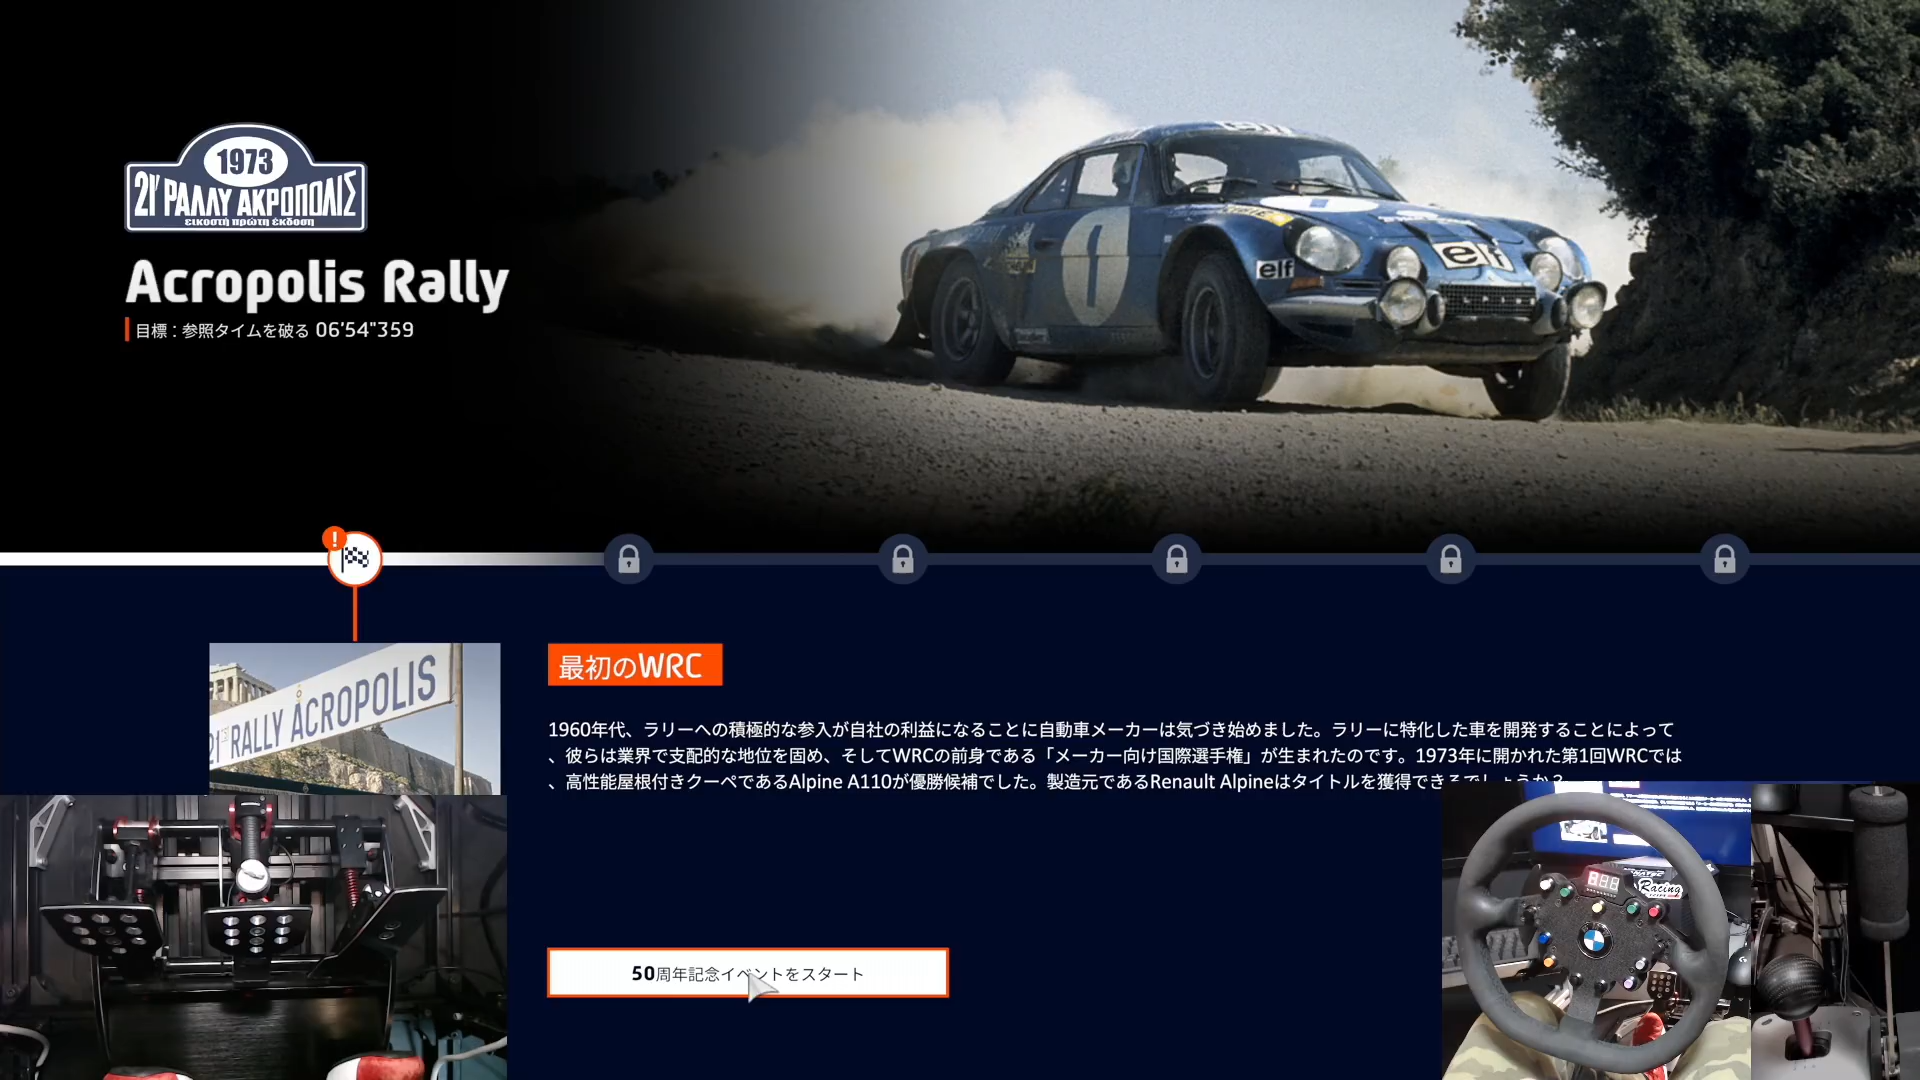 1973
21η ΡΑΛΛΥ ΑΚΡΟΠΟΛΙΣ
εικοστή πρώτη έκδοση
Acropolis Rally
目標：参照タイムを破る 06'54"359
elf
elf
1
!
RALLY ACROPOLIS
最初のWRC
1960年代、ラリーへの積極的な参入が自社の利益になることに自動車メーカーは気づき始めました。ラリーに特化した車を開発することによって
、彼らは業界で支配的な地位を固め、そしてWRCの前身である「メーカー向け国際選手権」が生まれたのです。1973年に開かれた第1回WRCでは
、高性能屋根付きクーペであるAlpine A110が優勝候補でした。製造元であるRenault Alpineはタイトルを獲得できるでしょうか？
50周年記念イベントをスタート
Racing